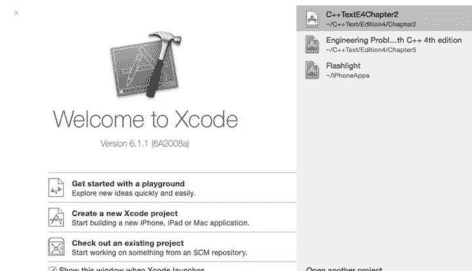 Welcome to Xcode
Version 6.1.1 (6A2008a)
Get started with a playground
Explore new ideas quickly and easily.
Create a new Xcode project
Start building a new iPhone, iPad or Mac application.
Check out an existing project
Start working on something from an SCM repository.
Show this window when Xcode launches
C++TextE4Chapter2
~/C++Text/Edition4/Chapter2
Engineering Probl...th C++ 4th edition
~/C++Text/Edition4/Chapter5
Flashlight
~/iPhoneApps
Open another project